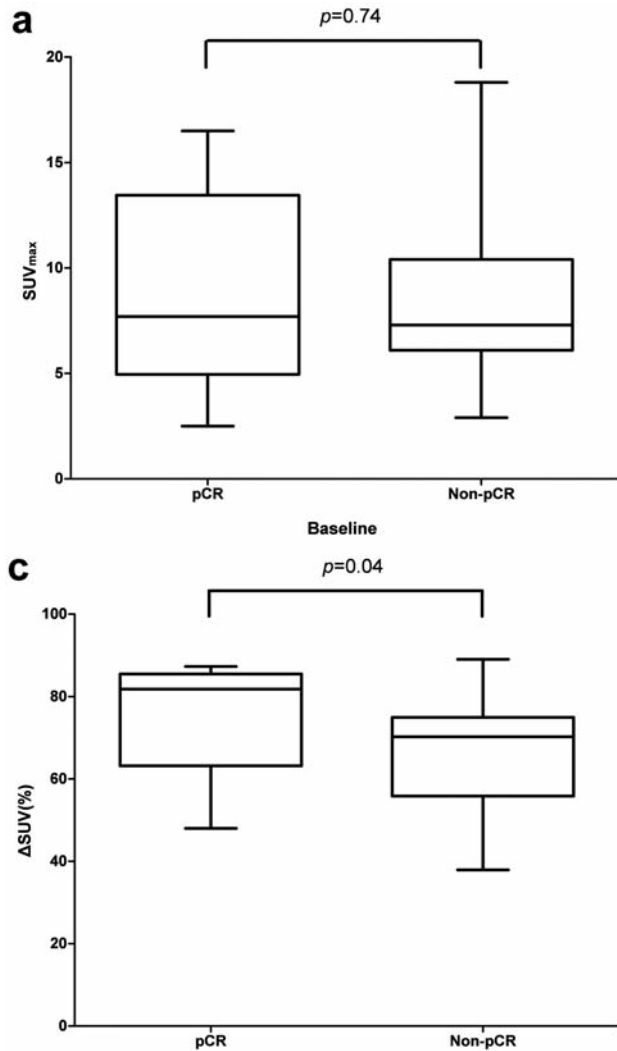 a
p=0.74
20
15
10
5
0
SUVmax
pCR
Non-pCR
Baseline
c
p=0.04
100
80
60
40
20
0
ΔSUV(%)
pCR
Non-pCR